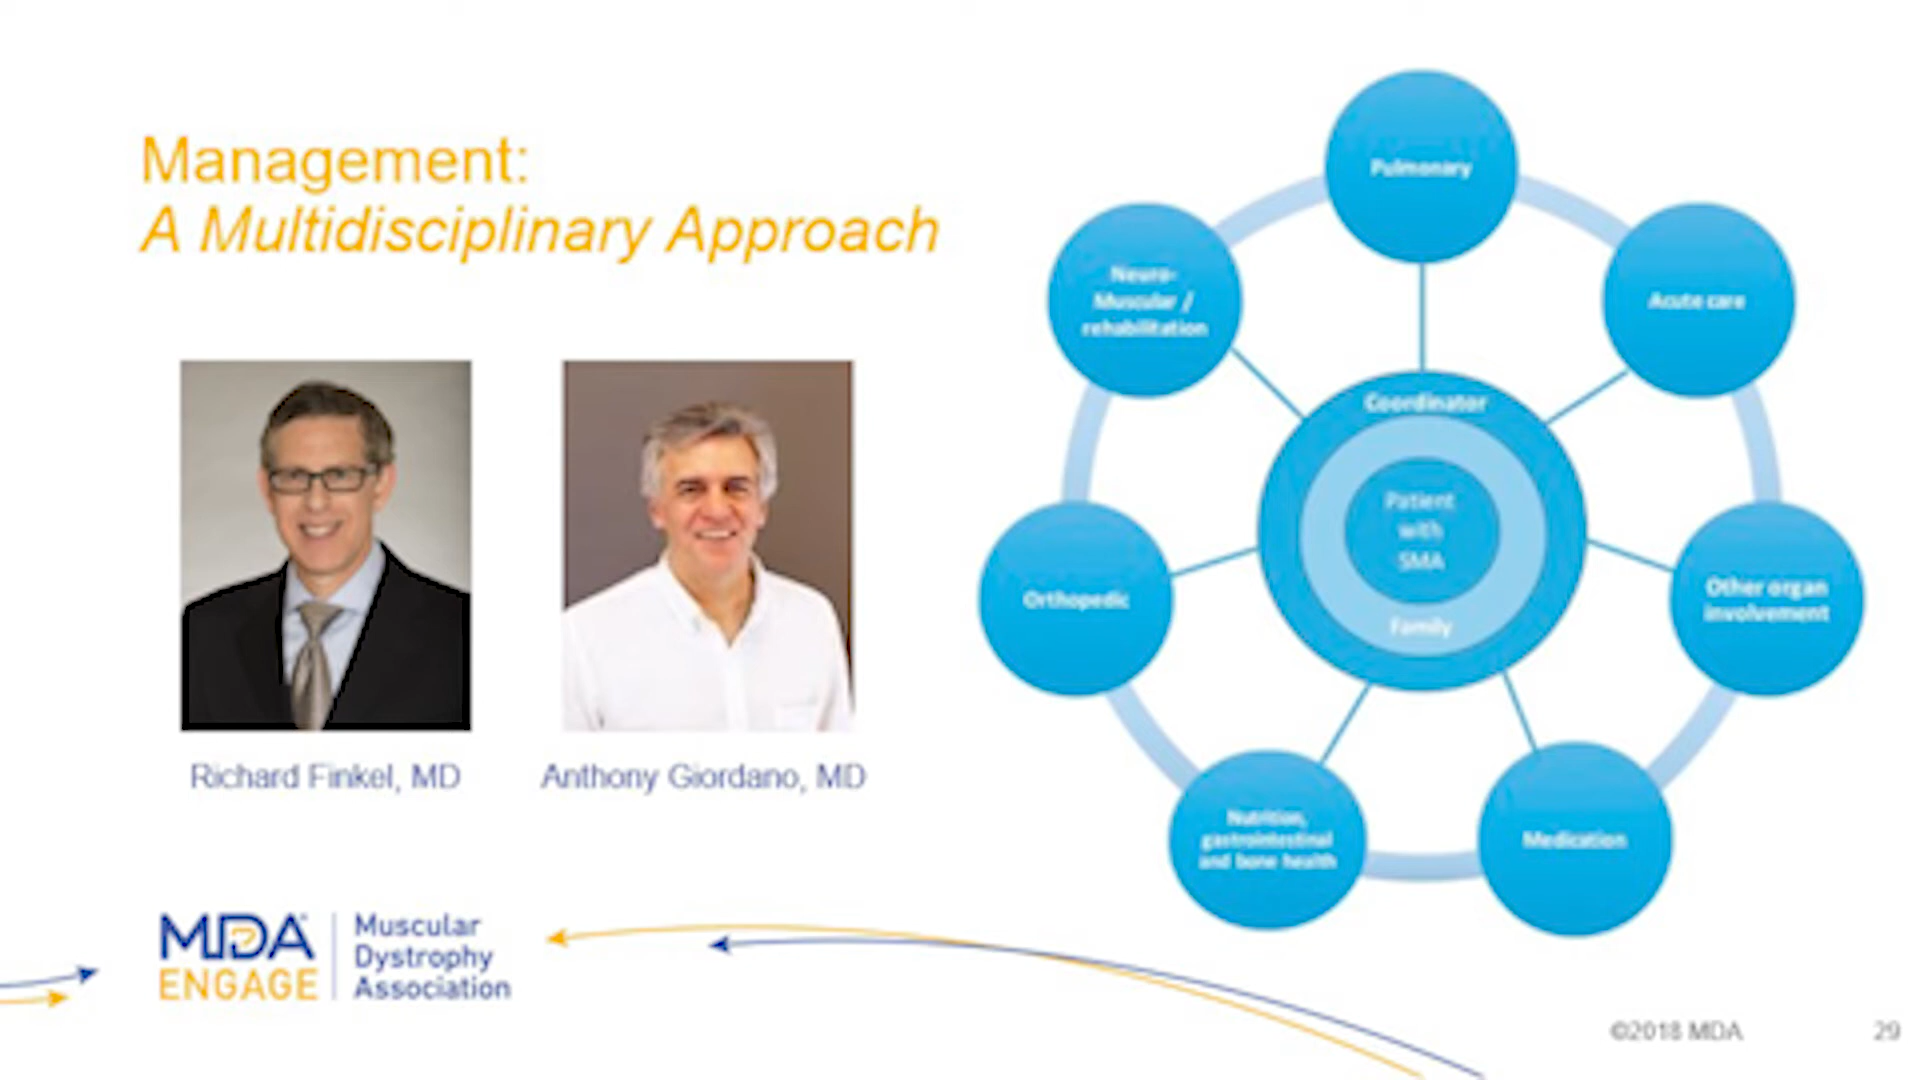 Management:
A Multidisciplinary Approach
Richard Finkel, MD
Anthony Giordano, MD
Pulmonary
Neuro-
Muscular /
rehabilitation
Acute care
Coordinator
Patient
with
SMA
Family
Orthopedic
Other organ
involvement
Nutrition,
gastrointestinal
and bone health
Medication
MDA
ENGAGE
Muscular
Dystrophy
Association
©2018 MDA
29